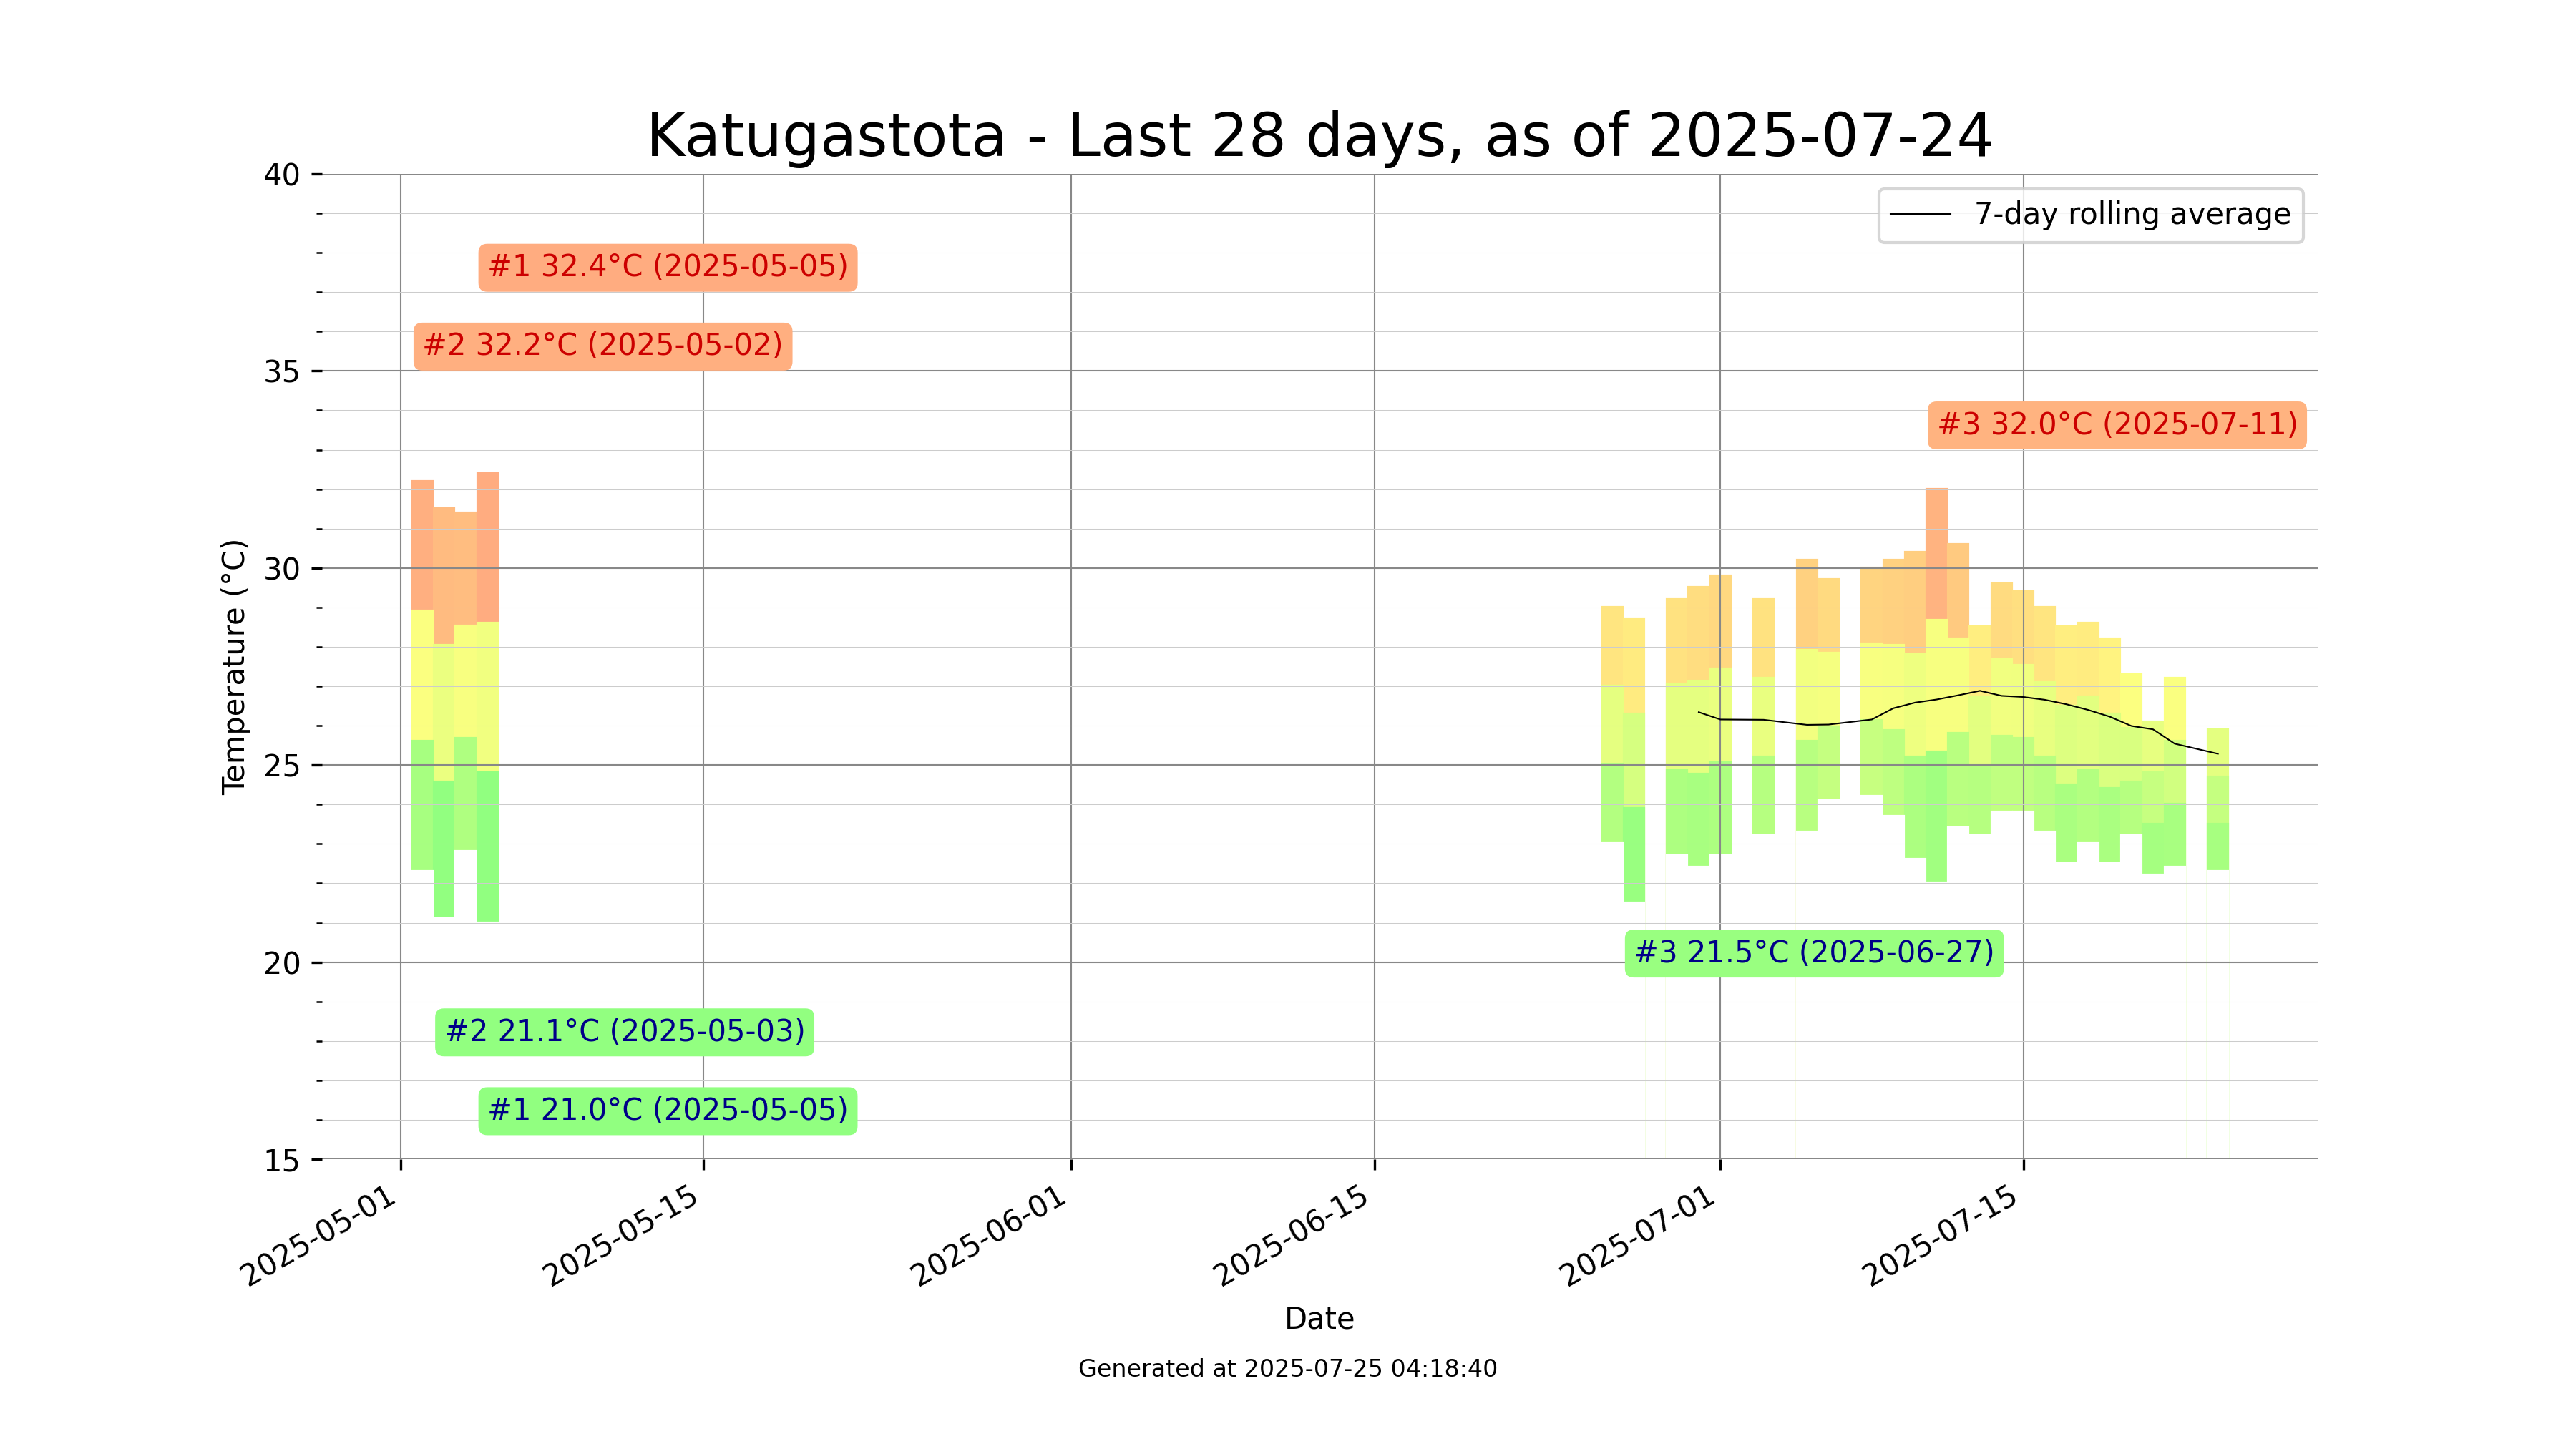 Katugastota - Last 28 days, as of 2025-07-24
7-day rolling average
#1 32.4°C (2025-05-05)
#2 32.2°C (2025-05-02)
#3 32.0°C (2025-07-11)
#3 21.5°C (2025-06-27)
#2 21.1°C (2025-05-03)
#1 21.0°C (2025-05-05)
Temperature (°C)
40
35
30
25
20
15
2025-05-01
2025-05-15
2025-06-01
2025-06-15
2025-07-01
2025-07-15
Date
Generated at 2025-07-25 04:18:40